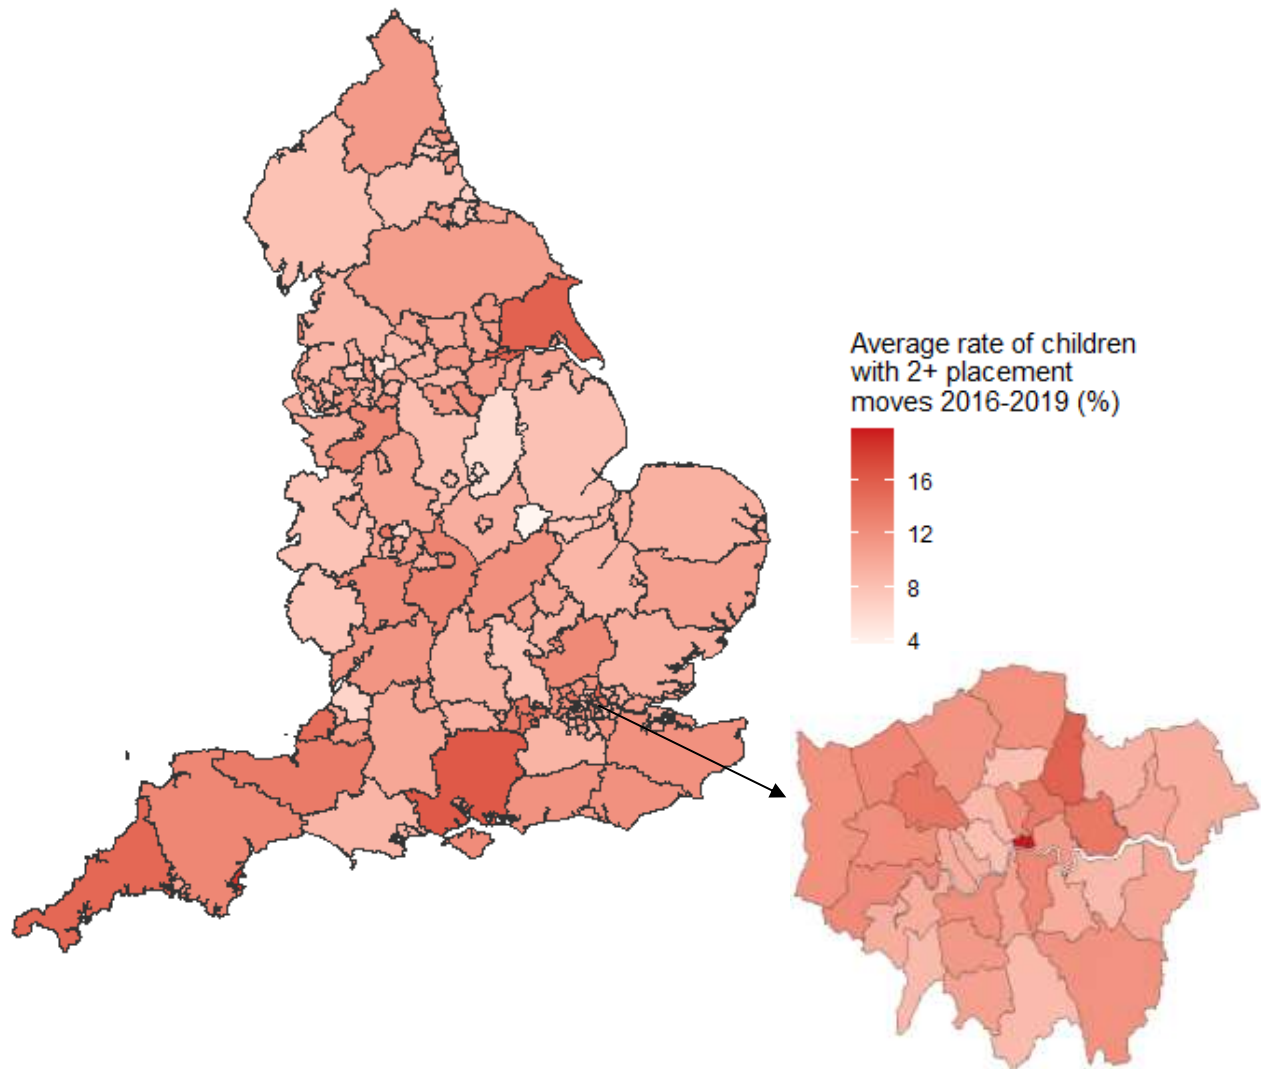 Average rate of children
with 2+ placement
moves 2016-2019 (%)
16
12
8
4